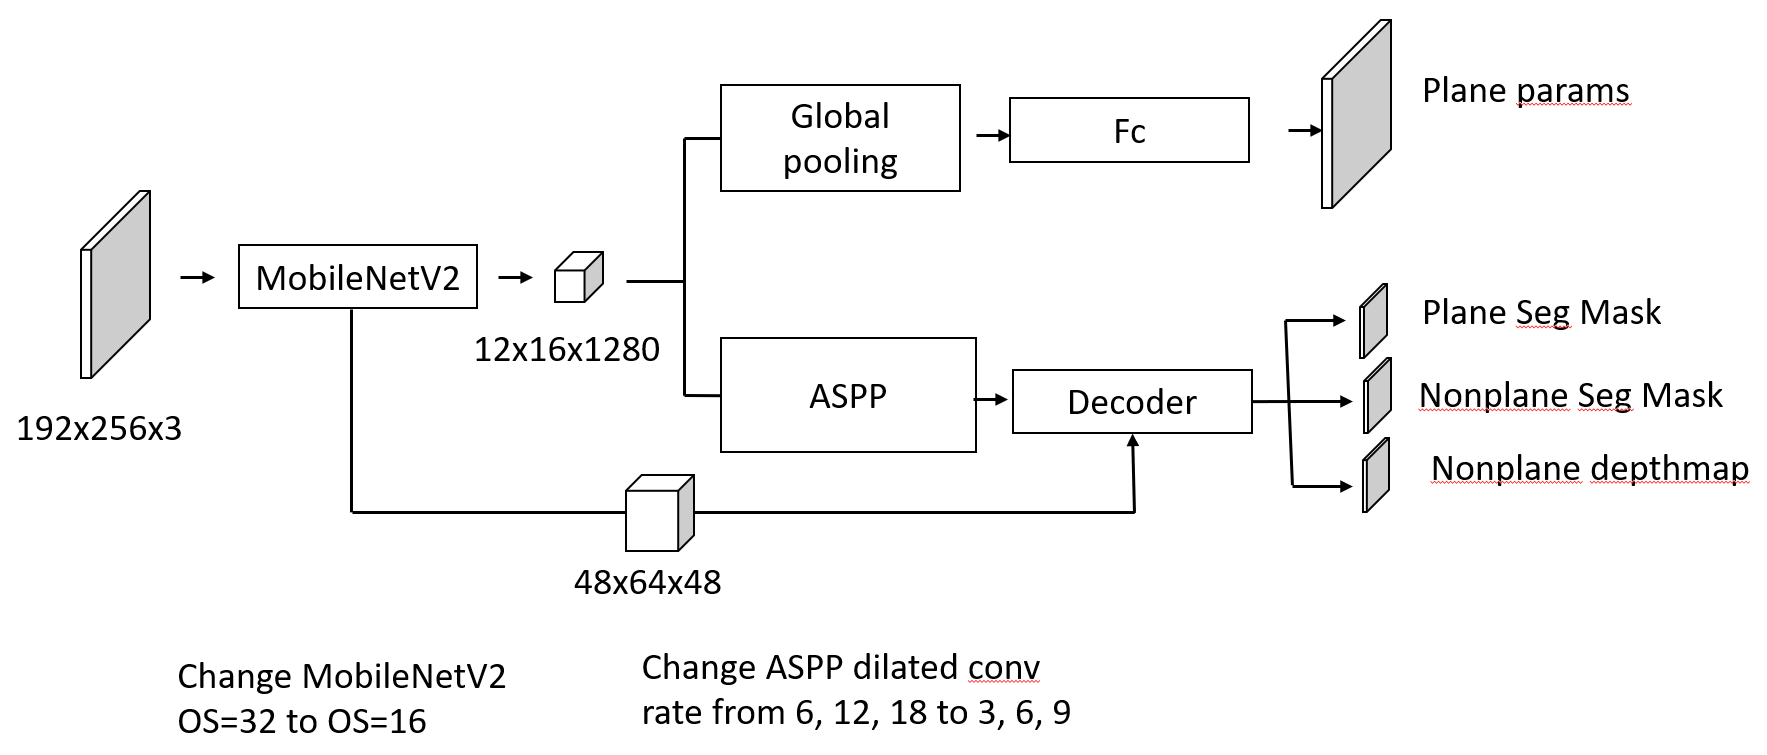 Global
pooling
Fc
Plane params
MobileNetV2
12x16x1280
192x256x3
ASPP
Decoder
Plane Seg Mask
Nonplane Seg Mask
Nonplane depthmap
48x64x48
Change MobileNetV2
OS=32 to OS=16
Change ASPP dilated conv
rate from 6, 12, 18 to 3, 6, 9